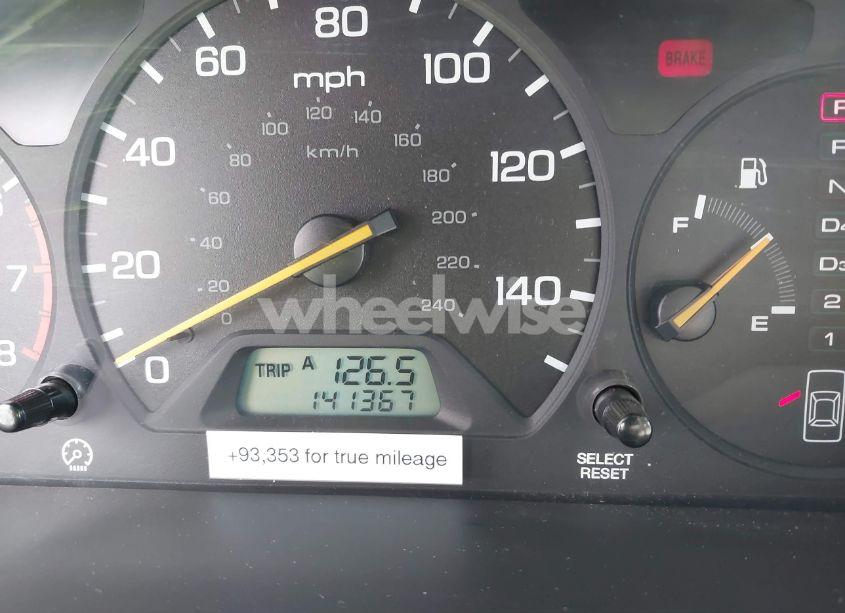 80
60
100
mph
BRAKE
120
100
140
km/h
160
40
80
120
180
60
200
F
N
D4
40
220
D3
7
20
20
240
140
2
0
E
1
wheelwise
8
0
TRIP A 126.5
141367
+93,353 for true mileage
SELECT
RESET